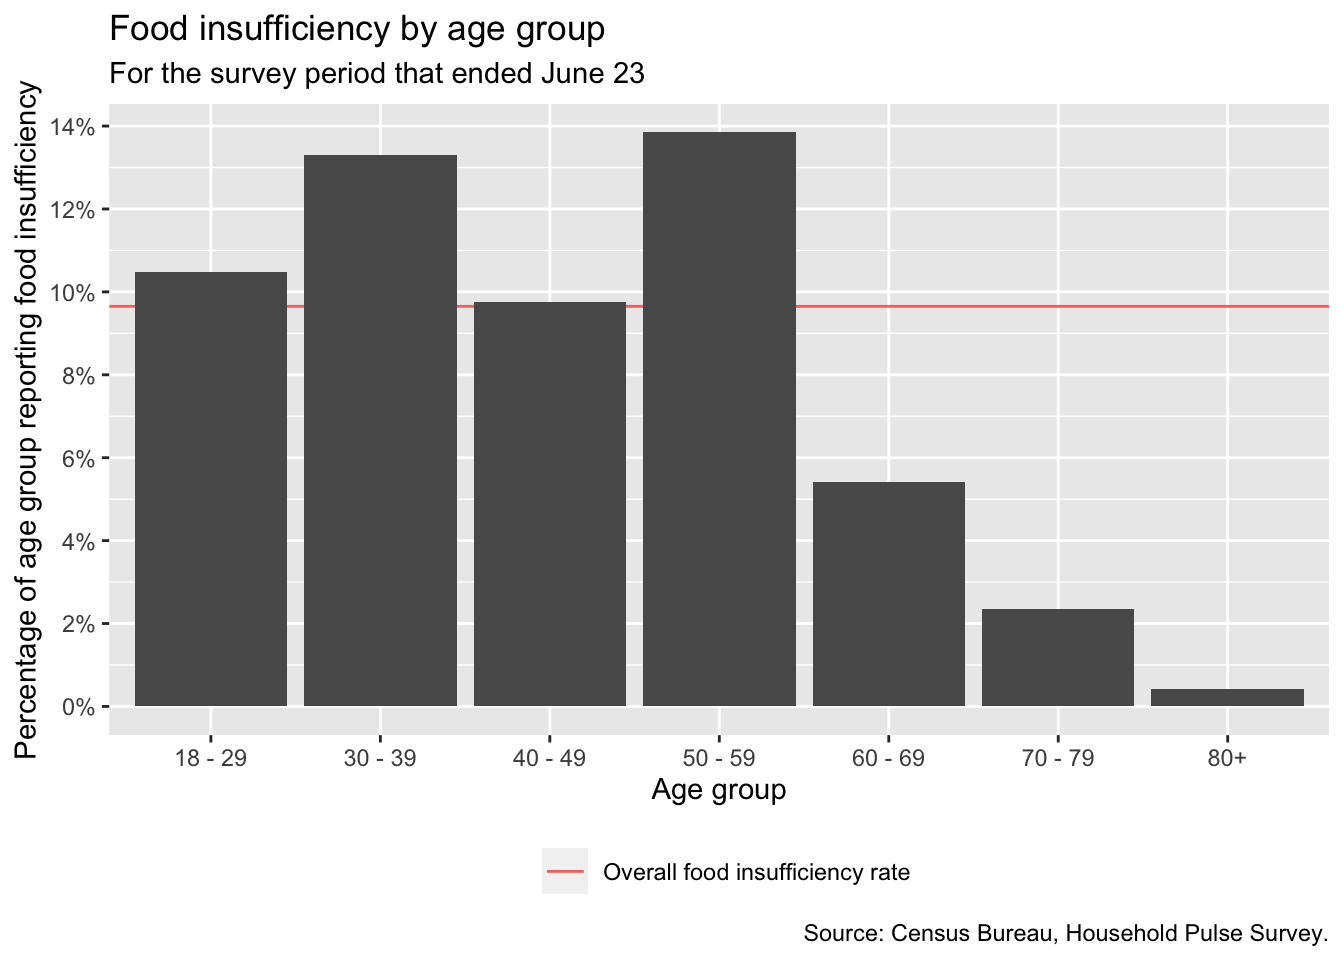 Food insufficiency by age group
For the survey period that ended June 23
Percentage of age group reporting food insufficiency
14%
12%
10%
8%
6%
4%
2%
0%
18 - 29
30 - 39
40 - 49
50 - 59
60 - 69
70 - 79
80+
Age group
Overall food insufficiency rate
Source: Census Bureau, Household Pulse Survey.